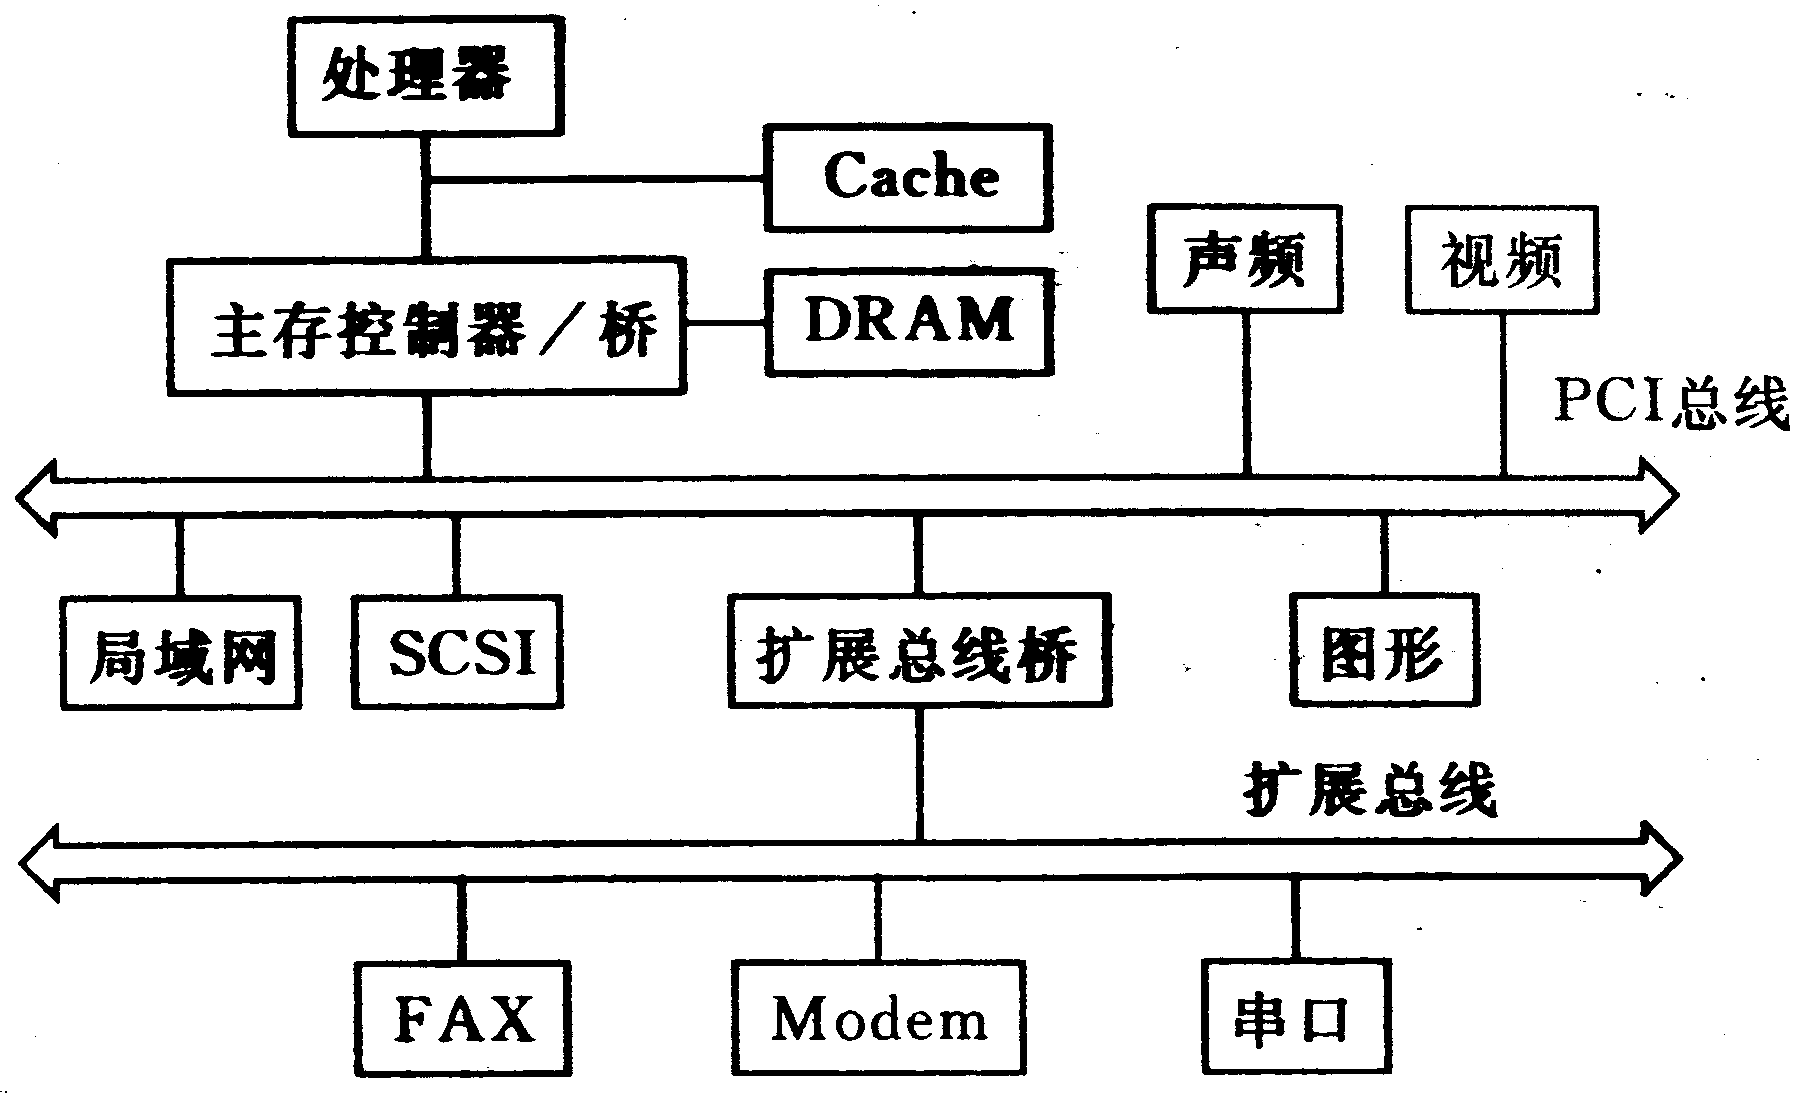 处理器
Cache
主存控制器／桥
DRAM
声频
视频
PCI总线
局域网
SCSI
扩展总线桥
图形
扩展总线
FAX
Modem
串口